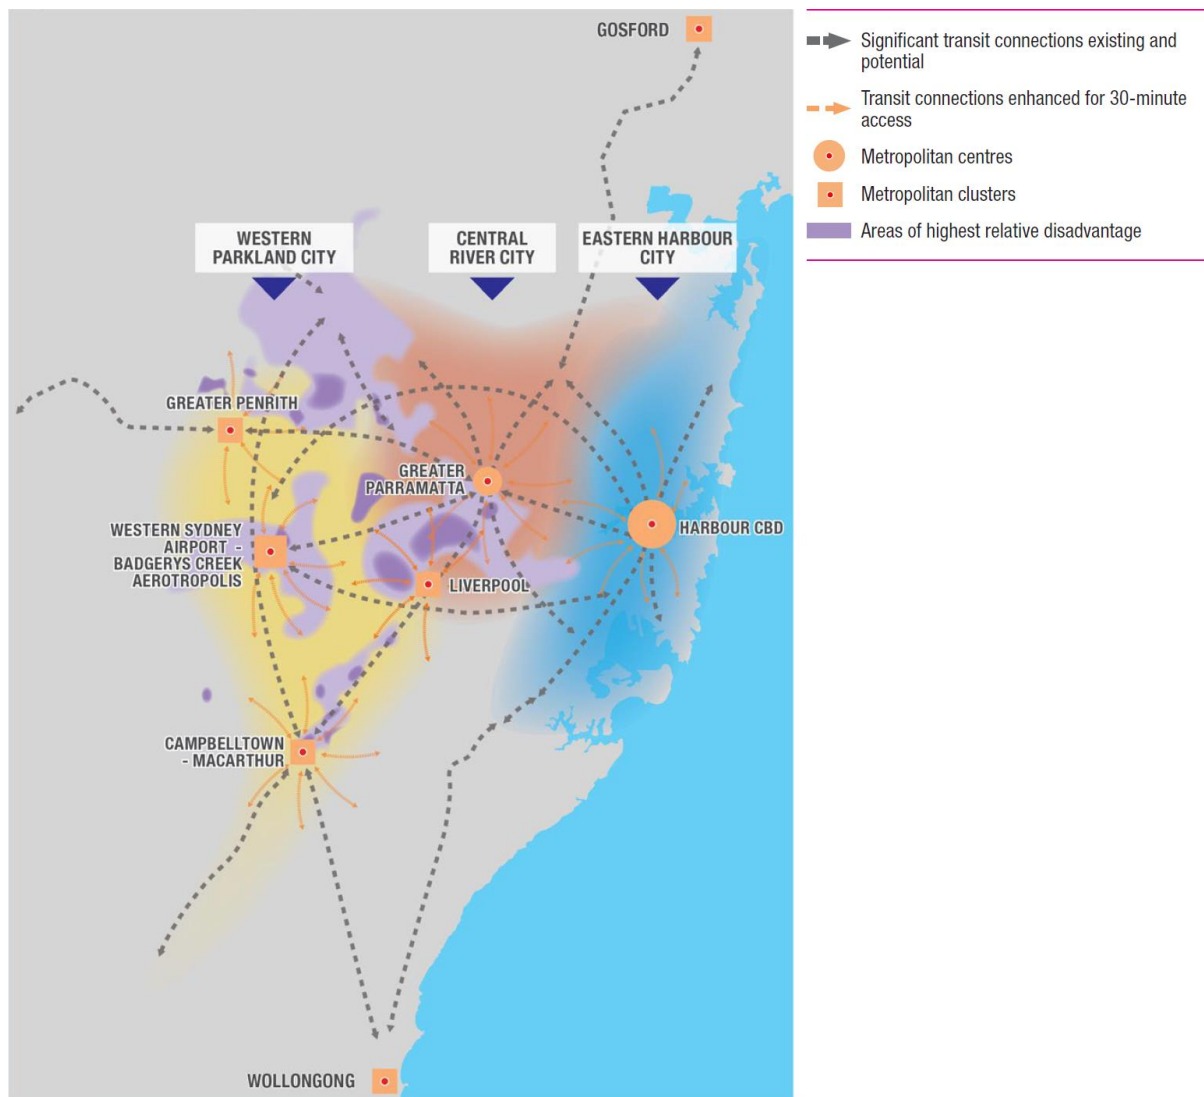 GOSFORD
WESTERN
PARKLAND CITY
CENTRAL
RIVER CITY
EASTERN HARBOUR
CITY
GREATER PENRITH
GREATER
PARRAMATTA
HARBOUR CBD
WESTERN SYDNEY
AIRPORT -
BADGERYS CREEK
AEROTROPOLIS
LIVERPOOL
CAMPBELLTOWN
- MACARTHUR
WOLLONGONG
Significant transit connections existing and
potential
Transit connections enhanced for 30-minute
access
Metropolitan centres
Metropolitan clusters
Areas of highest relative disadvantage